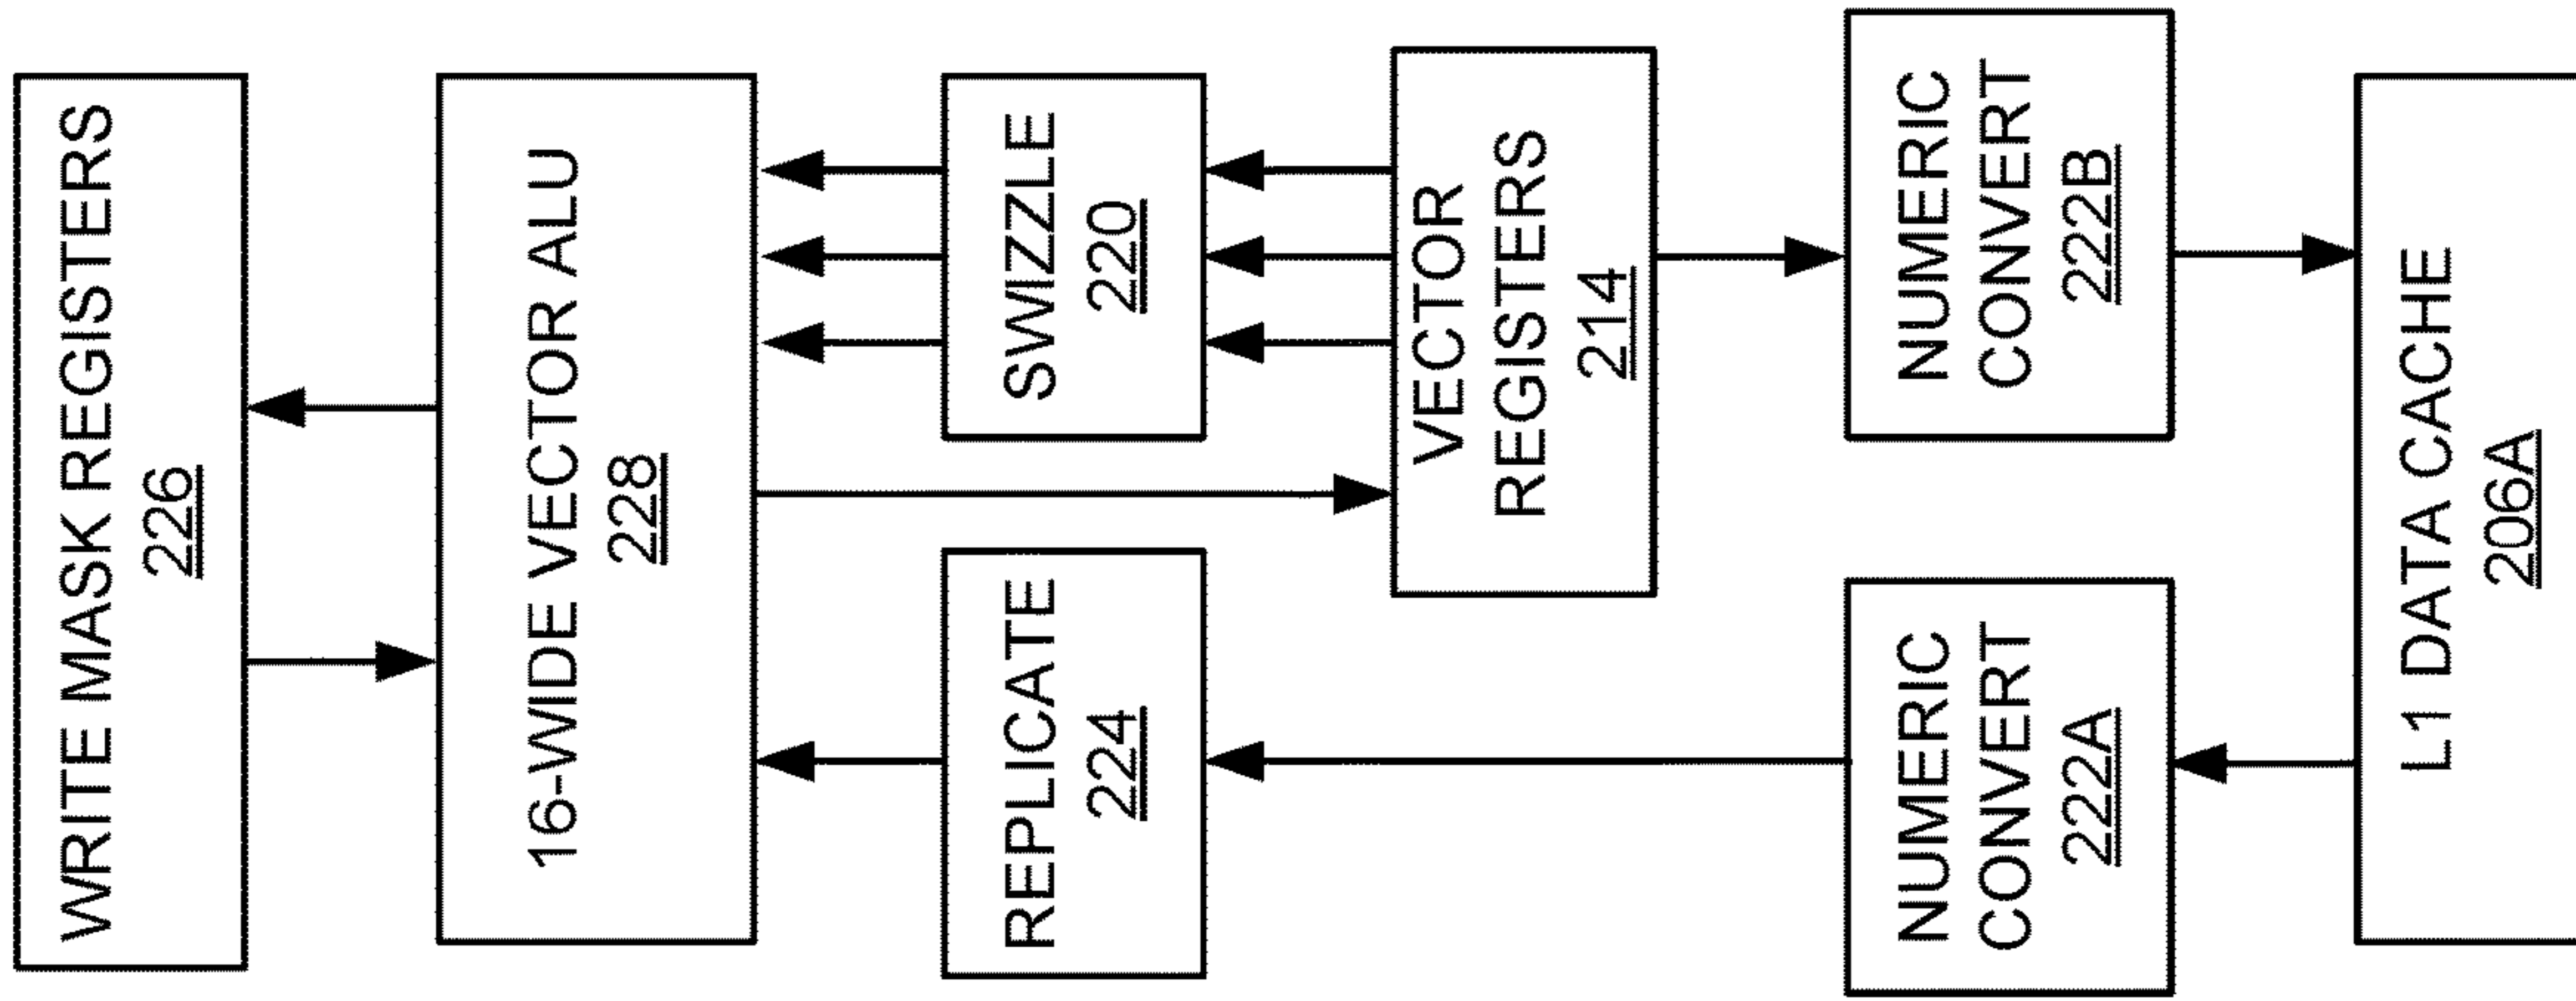 WRITE MASK REGISTERS
226
16-WIDE VECTOR ALU
228
REPLICATE
224
SWIZZLE
220
VECTOR
REGISTERS
214
NUMERIC
CONVERT
222A
NUMERIC
CONVERT
222B
L1 DATA CACHE
206A